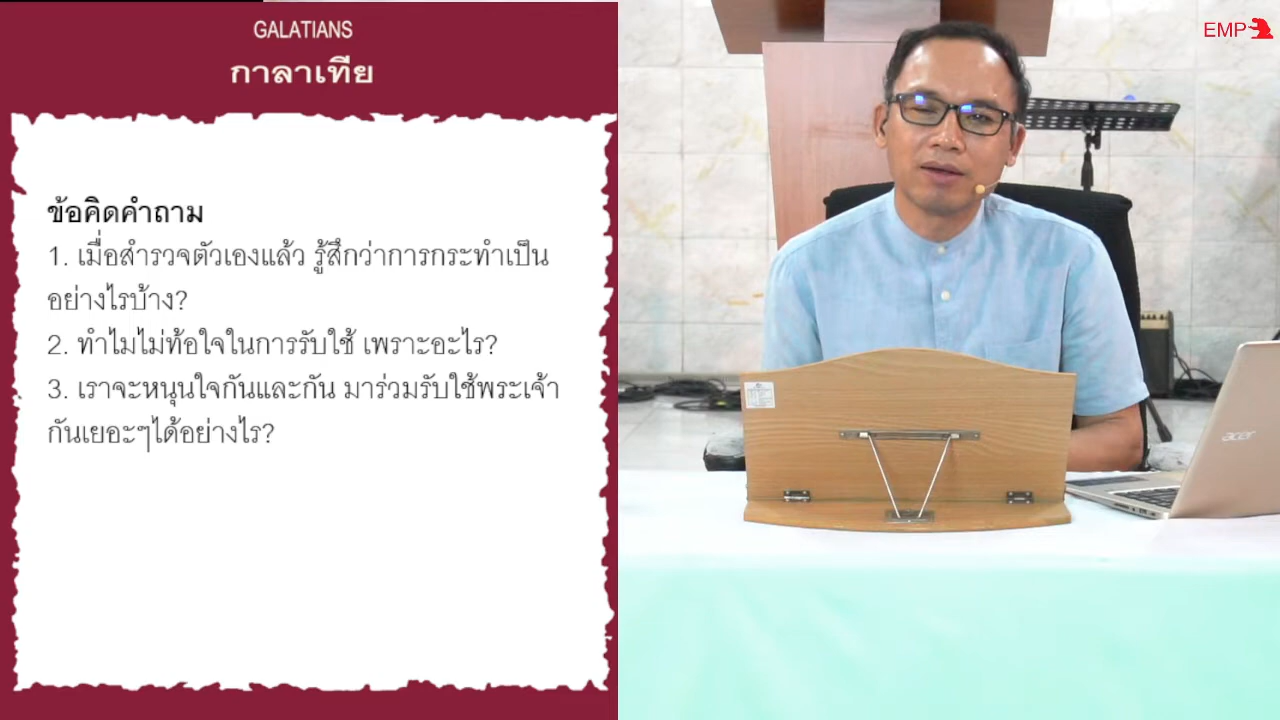 GALATIANS
กาลาเทีย
ข้อคิดคำถาม
1. เมื่อสำรวจตัวเองแล้ว รู้สึกว่าการกระทำเป็น
อย่างไรบ้าง?
2. ทำไมไม่ท้อใจในการรับใช้ เพราะอะไร?
3. เราจะหนุนใจกันและกัน มาร่วมรับใช้พระเจ้า
กันเยอะๆได้อย่างไร?
EMP
acer